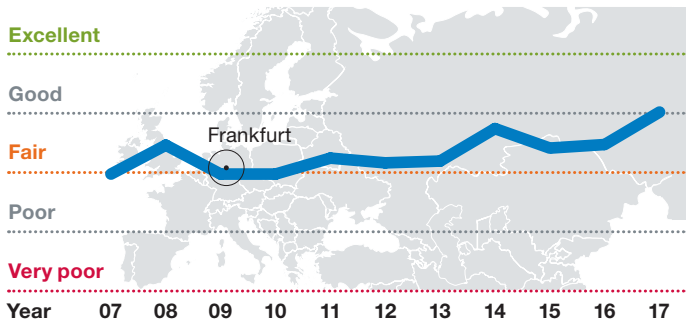 Excellent
Good
Frankfurt
Fair
Poor
Very poor
Year 07 08 09 10 11 12 13 14 15 16 17